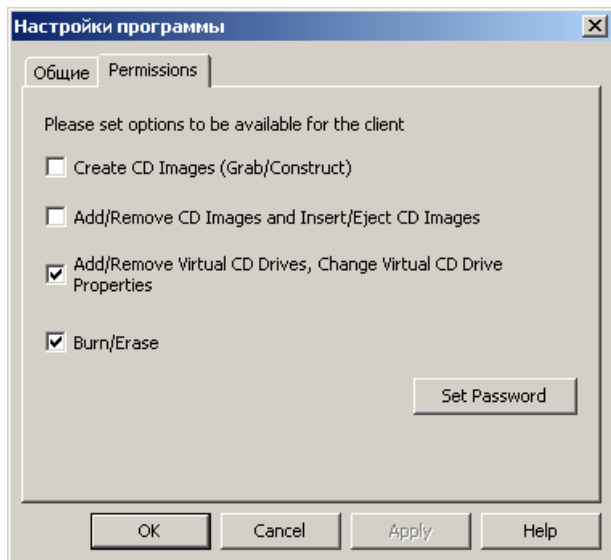 Настройки программы
Общие
Permissions
Please set options to be available for the client
Create CD Images (Grab/Construct)
Add/Remove CD Images and Insert/Eject CD Images
Add/Remove Virtual CD Drives, Change Virtual CD Drive
Properties
Burn/Erase
Set Password
OK
Cancel
Apply
Help